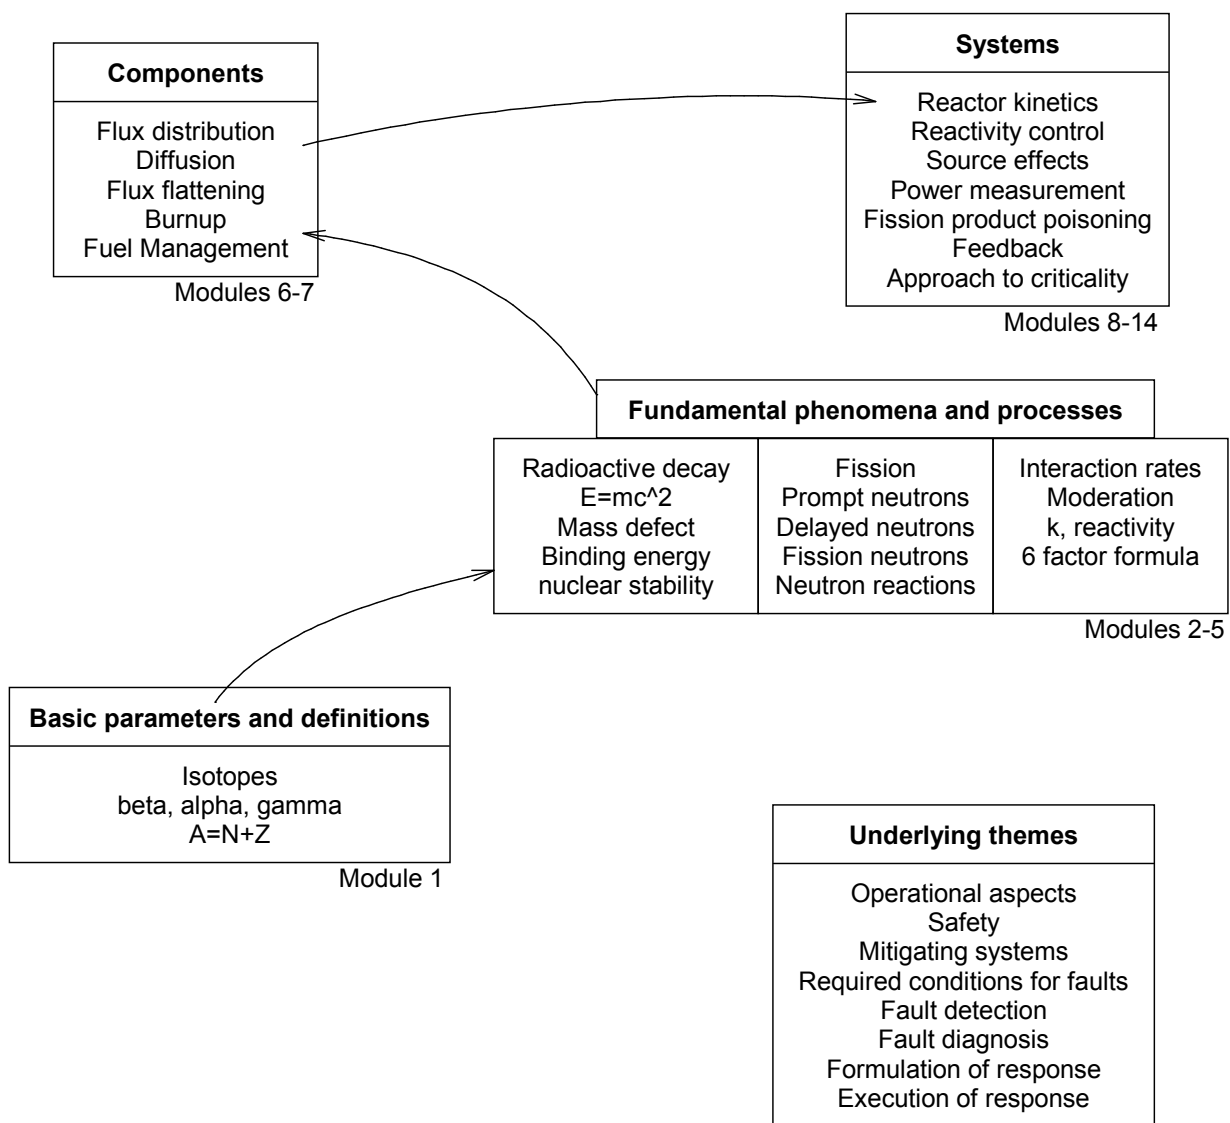 Components
Flux distribution
Diffusion
Flux flattening
Burnup
Fuel Management
Modules 6-7
Systems
Reactor kinetics
Reactivity control
Source effects
Power measurement
Fission product poisoning
Feedback
Approach to criticality
Modules 8-14
Fundamental phenomena and processes
Radioactive decay
E=mc^2
Mass defect
Binding energy
nuclear stability
Fission
Prompt neutrons
Delayed neutrons
Fission neutrons
Neutron reactions
Interaction rates
Moderation
k, reactivity
6 factor formula
Modules 2-5
Basic parameters and definitions
Isotopes
beta, alpha, gamma
A=N+Z
Module 1
Underlying themes
Operational aspects
Safety
Mitigating systems
Required conditions for faults
Fault detection
Fault diagnosis
Formulation of response
Execution of response